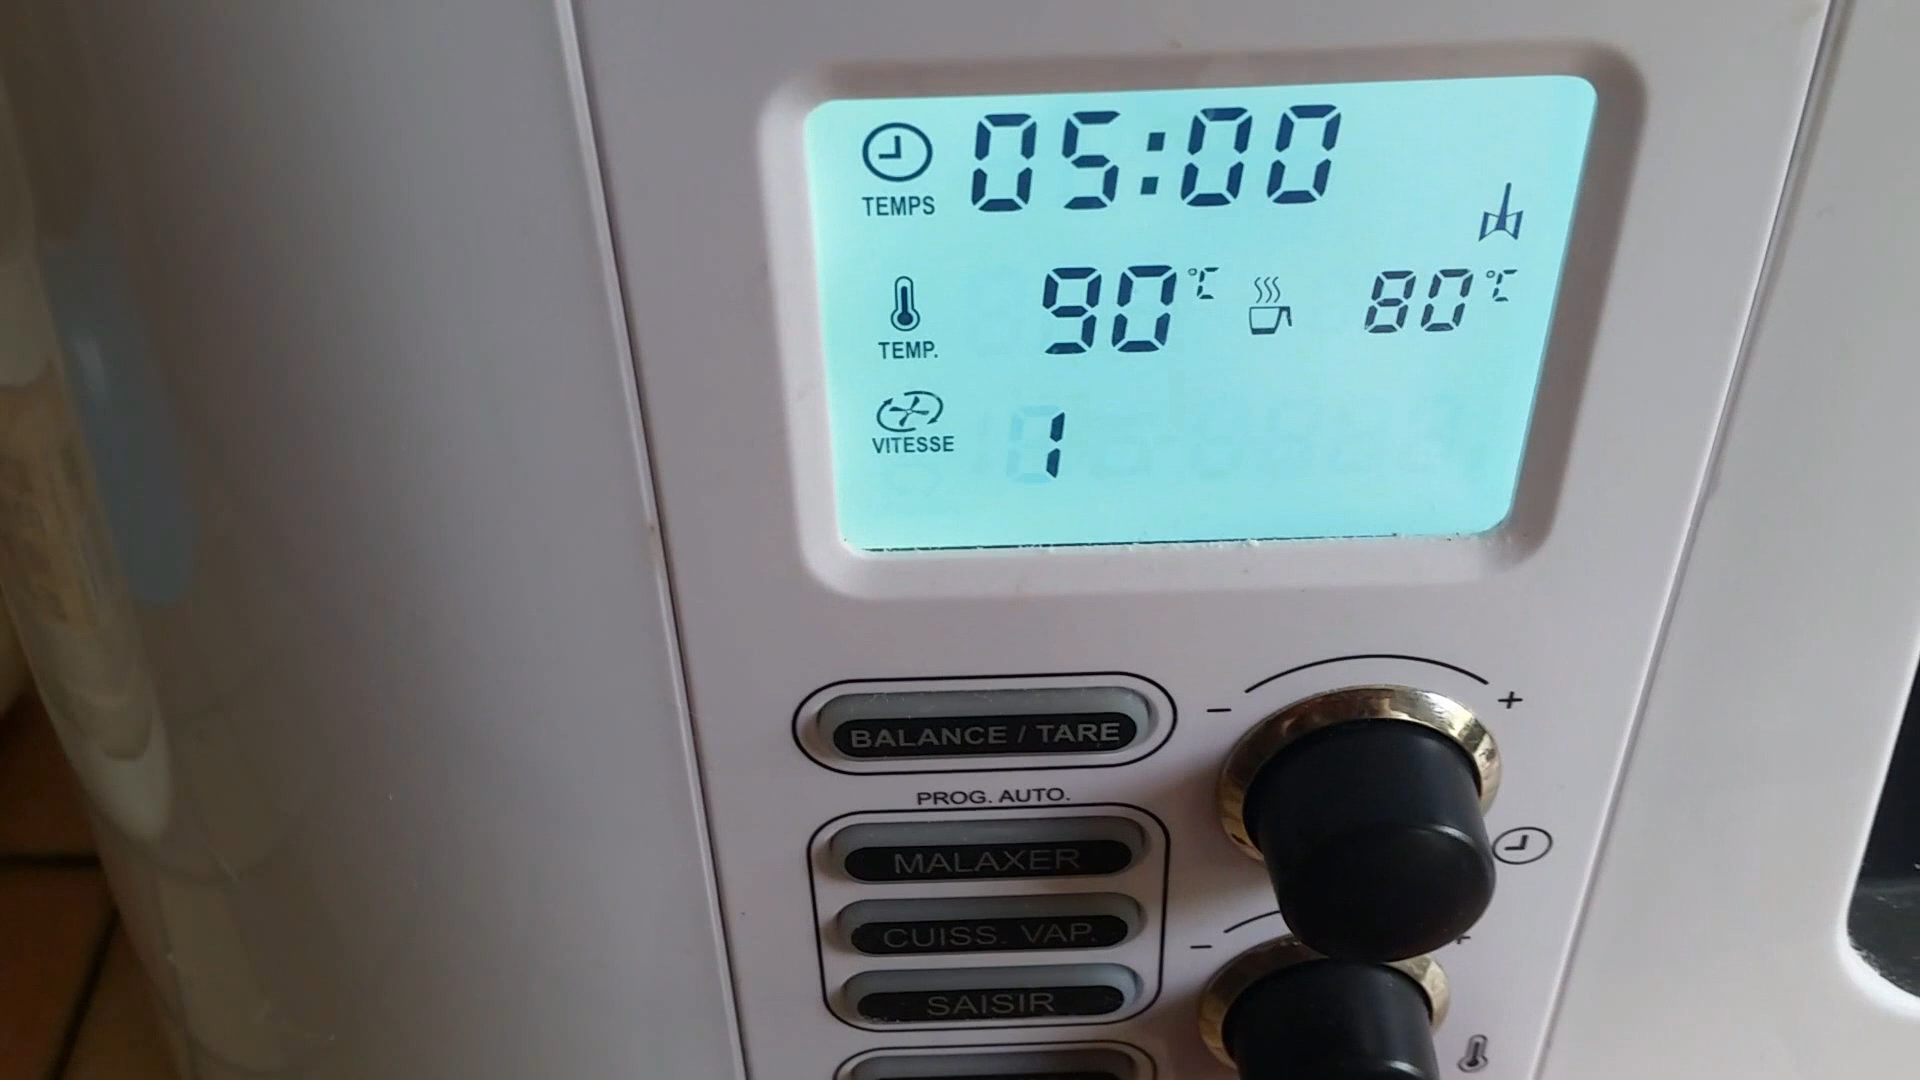 05:00
TEMPS
90°C 80°C
TEMP.
1
VITESSE
- +
BALANCE / TARE
PROG. AUTO.
MALAXER
CUISS. VAP.
- +
SAISIR